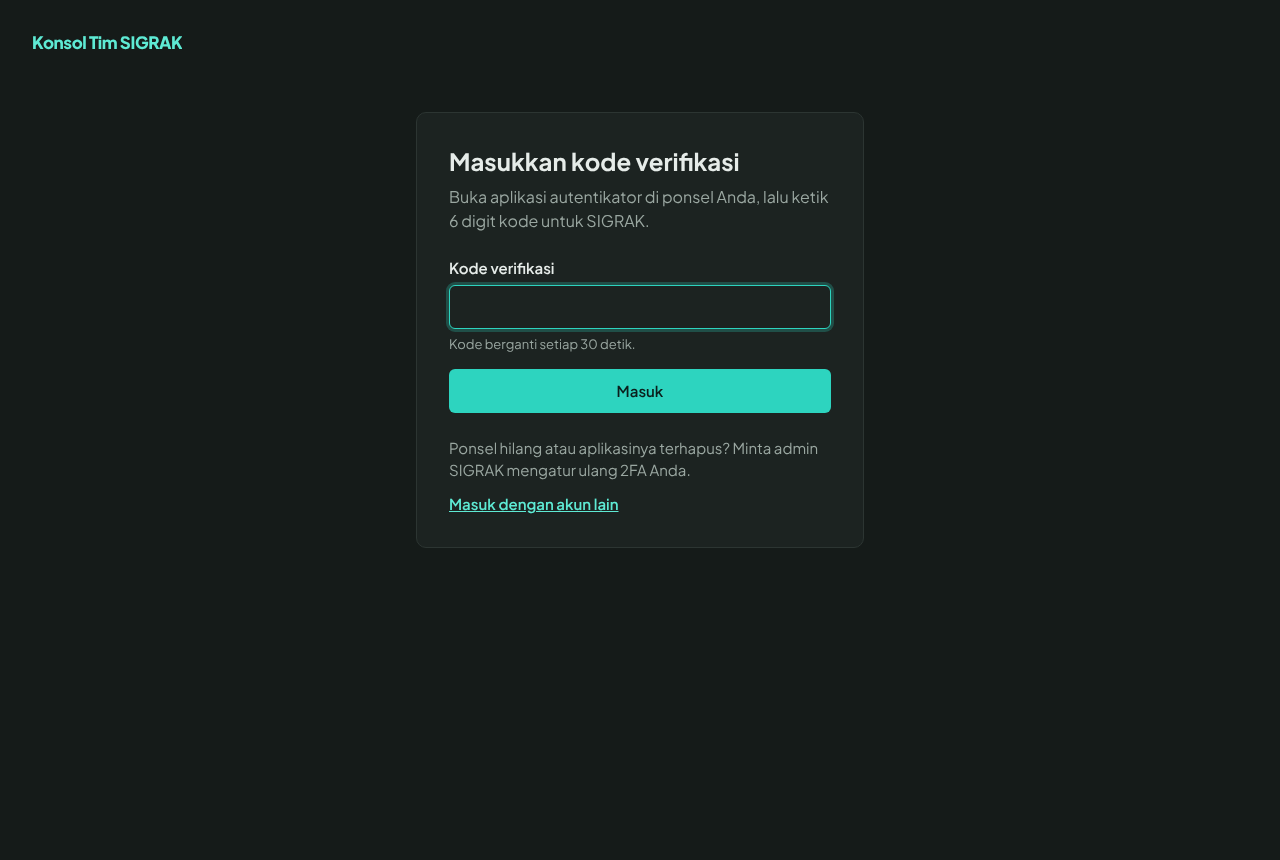 Konsol Tim SIGRAK
Masukkan kode verifikasi
Buka aplikasi autentikator di ponsel Anda, lalu ketik
6 digit kode untuk SIGRAK.
Kode verifikasi
Kode berganti setiap 30 detik.
Masuk
Ponsel hilang atau aplikasinya terhapus? Minta admin
SIGRAK mengatur ulang 2FA Anda.
Masuk dengan akun lain